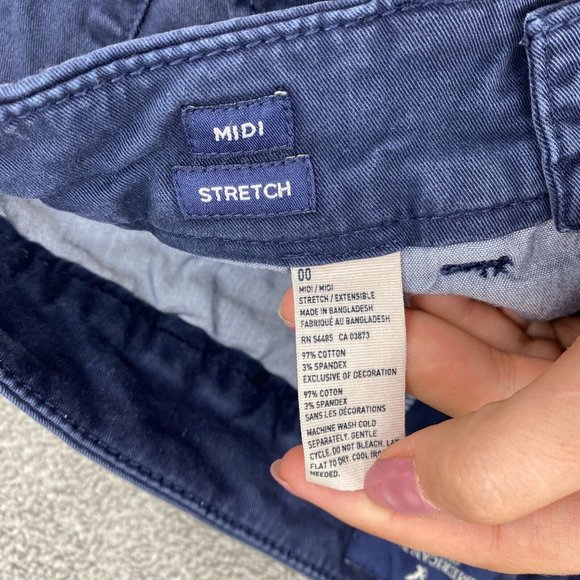 MIDI
STRETCH
00
MIDI / MIDI
STRETCH / EXTENSIBLE
MADE IN BANGLADESH
FABRIQUÉ AU BANGLADESH
RN 54485 CA 03873
97% COTTON
3% SPANDEX
EXCLUSIVE OF DECORATION
97% COTON
3% SPANDEX
SANS LES DÉCORATIONS
MACHINE WASH COLD
SEPARATELY. GENTLE
CYCLE. DO NOT BLEACH. LAY
FLAT TO DRY. COOL IRON
NEEDED.